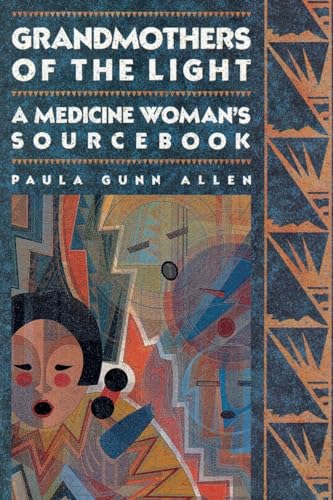 GRANDMOTHERS
OF THE LIGHT
A MEDICINE WOMAN'S
SOURCEBOOK
PAULA GUNN ALLEN